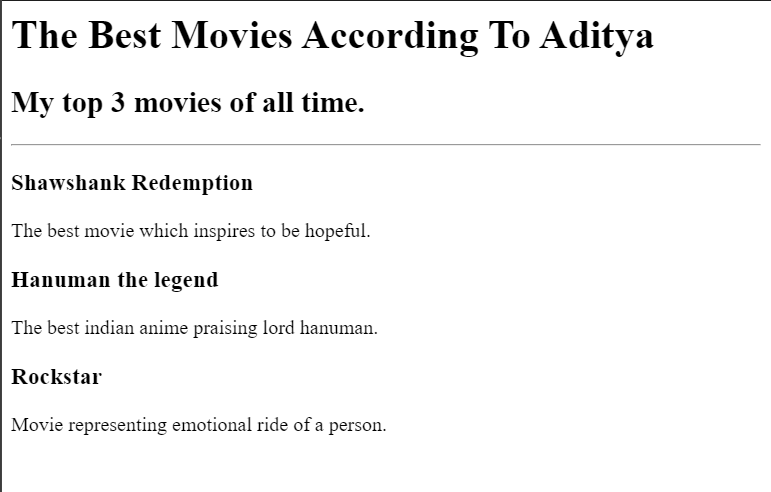 The Best Movies According To Aditya
My top 3 movies of all time.
Shawshank Redemption
The best movie which inspires to be hopeful.
Hanuman the legend
The best indian anime praising lord hanuman.
Rockstar
Movie representing emotional ride of a person.